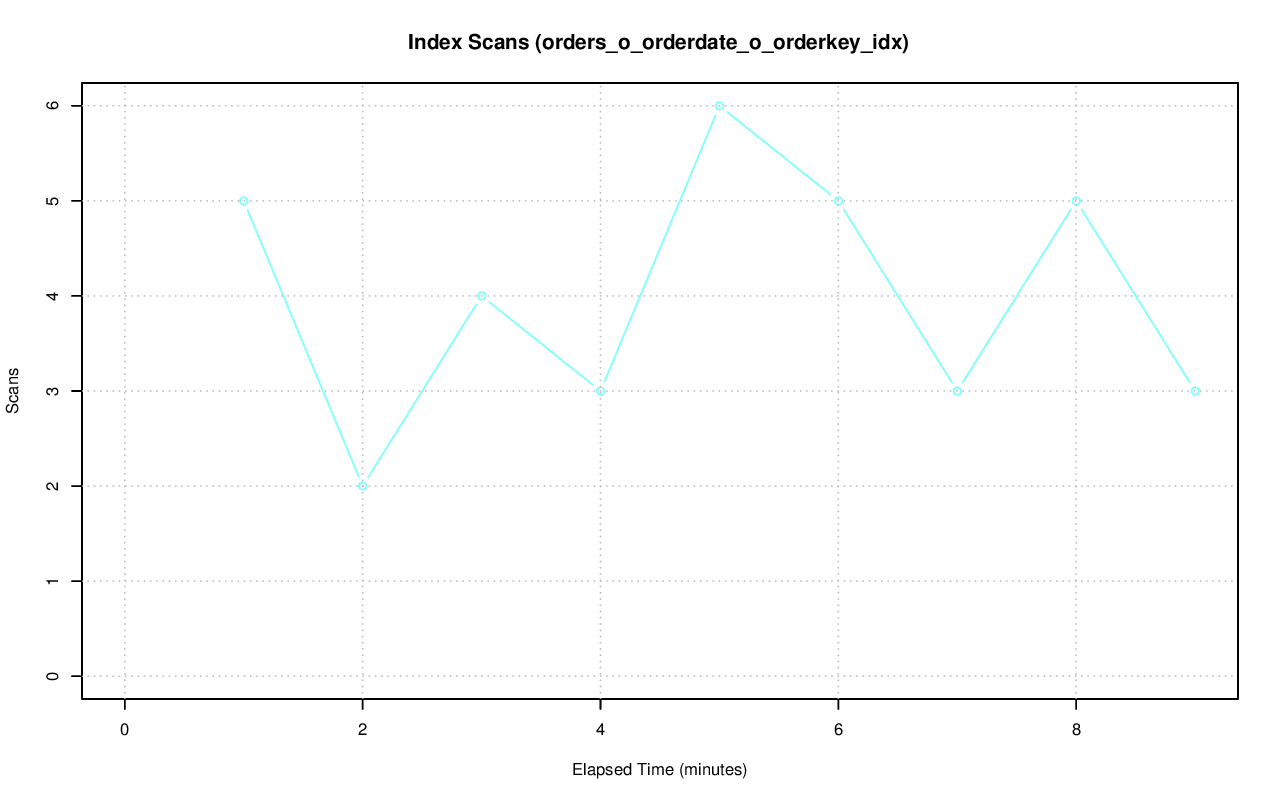 Index Scans (orders_o_orderdate_o_orderkey_idx)
6
5
4
3
2
1
0
Scans
0 2 4 6 8
Elapsed Time (minutes)